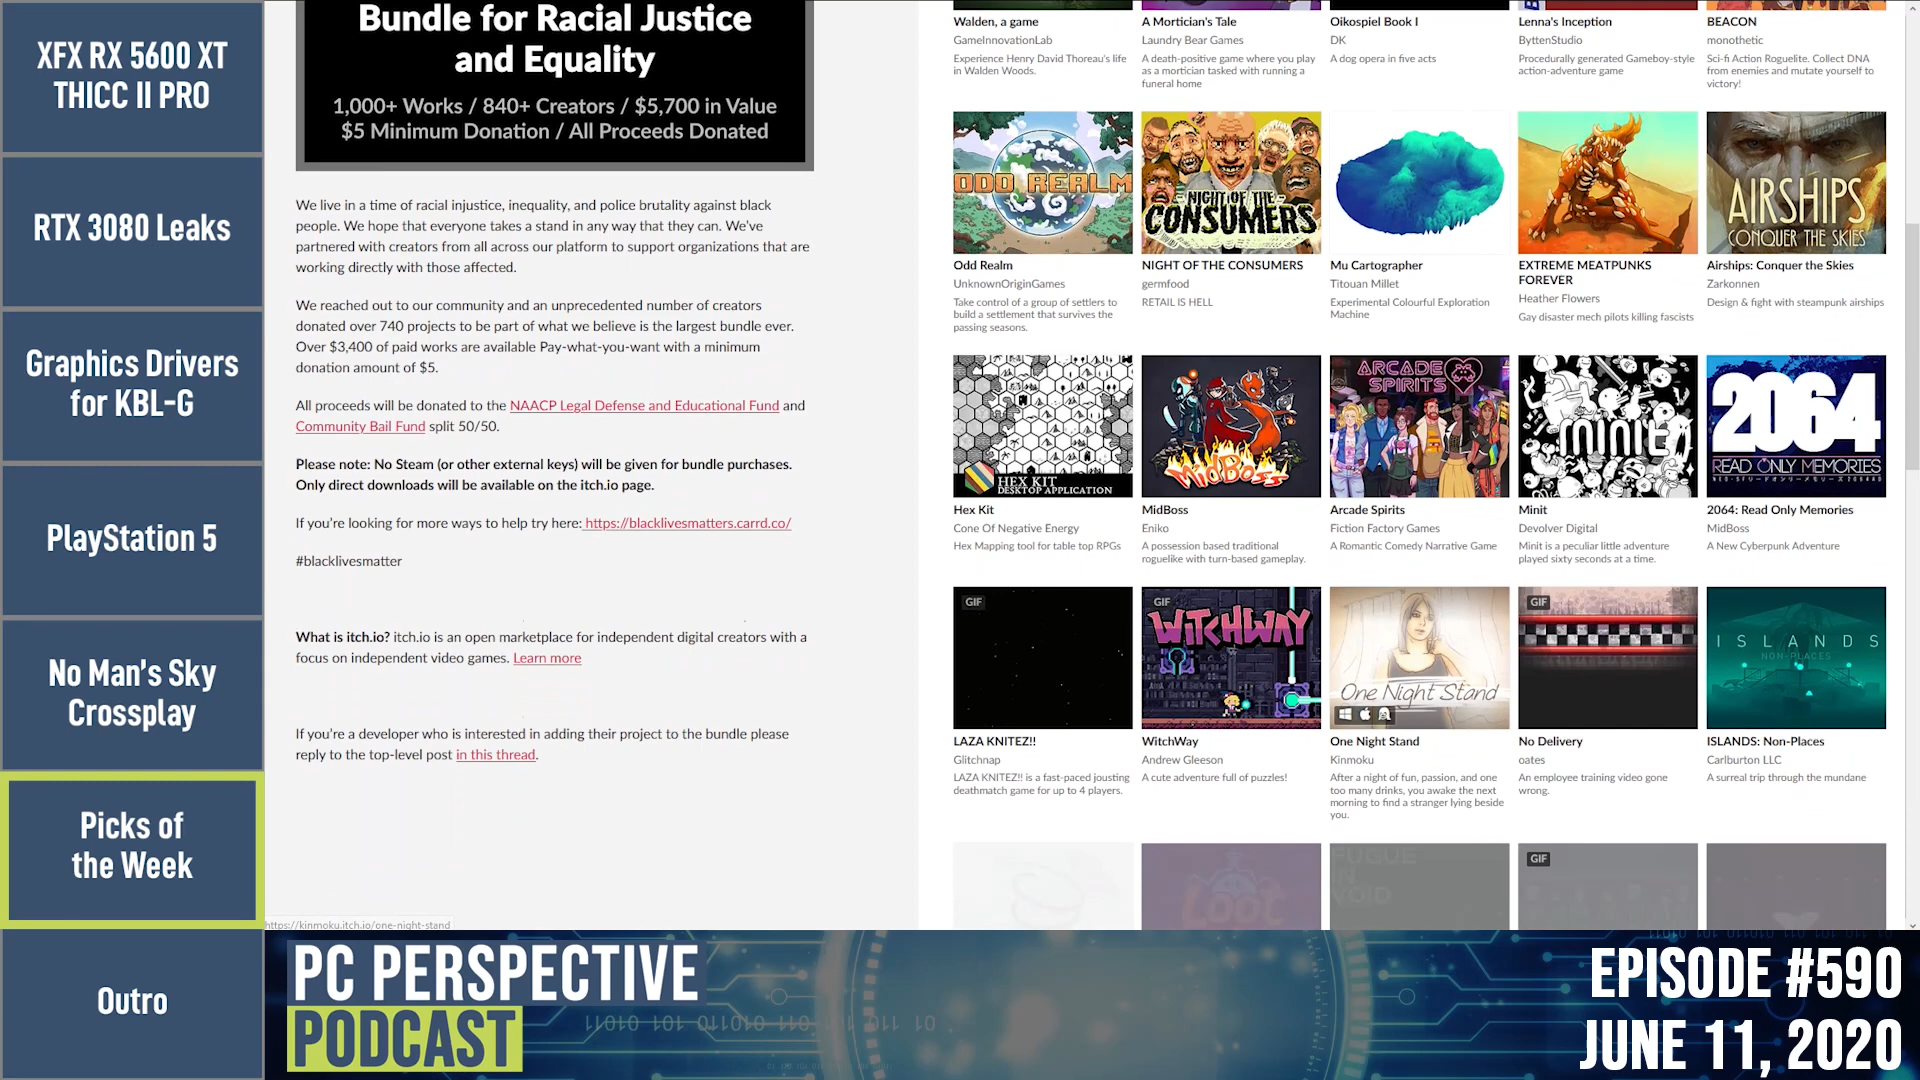 XFX RX 5600 XT
THICC II PRO
RTX 3080 Leaks
Graphics Drivers
for KBL-G
PlayStation 5
No Man's Sky
Crossplay
Picks of
the Week
Outro
Bundle for Racial Justice
and Equality
1,000+ Works / 840+ Creators / $5,700 in Value
$5 Minimum Donation / All Proceeds Donated
We live in a time of racial injustice, inequality, and police brutality against black
people. We hope that everyone takes a stand in any way that they can. We've
partnered with creators from all across our platform to support organizations that are
working directly with those affected.
We reached out to our community and an unprecedented number of creators
donated over 740 projects to be part of what we believe is the largest bundle ever.
Over $3,400 of paid works are available Pay-what-you-want with a minimum
donation amount of $5.
All proceeds will be donated to the NAACP Legal Defense and Educational Fund and
Community Bail Fund split 50/50.
Please note: No Steam (or other external keys) will be given for bundle purchases.
Only direct downloads will be available on the itch.io page.
If you're looking for more ways to help try here: https://blacklivesmatters.carrd.co/
#blacklivesmatter
What is itch.io? itch.io is an open marketplace for independent digital creators with a
focus on independent video games. Learn more
If you're a developer who is interested in adding their project to the bundle please
reply to the top-level post in this thread.
https://kinmoku.itch.io/one-night-stand
Walden, a game
GameInnovationLab
Experience Henry David Thoreau's life
in Walden Woods.
A Mortician's Tale
Laundry Bear Games
A death-positive game where you play
as a mortician tasked with running a
funeral home
Oikospiel Book I
DK
A dog opera in five acts
Lenna's Inception
ByttenStudio
Procedurally generated Gameboy-style
action-adventure game
BEACON
monothetic
Sci-fi Action Roguelite. Collect DNA
from enemies and mutate yourself to
victory!
ODD REALM
Odd Realm
UnknownOriginGames
Take control of a group of settlers to
build a settlement that survives the
passing seasons.
NIGHT OF THE
CONSUMERS
NIGHT OF THE CONSUMERS
germfood
RETAIL IS HELL
Mu Cartographer
Titouan Millet
Experimental Colourful Exploration
Machine
EXTREME MEATPUNKS
FOREVER
Heather Flowers
Gay disaster mech pilots killing fascists
AIRSHIPS
CONQUER THE SKIES
Airships: Conquer the Skies
Zarkonnen
Design & fight with steampunk airships
HEX KIT
DESKTOP APPLICATION
Hex Kit
Cone Of Negative Energy
Hex Mapping tool for table top RPGs
MidBoss
MidBoss
Eniko
A possession based traditional
roguelike with turn-based gameplay.
ARCADE
SPIRITS
Arcade Spirits
Fiction Factory Games
A Romantic Comedy Narrative Game
minit
Minit
Devolver Digital
Minit is a peculiar little adventure
played sixty seconds at a time.
2064
READ ONLY MEMORIES
2064: Read Only Memories
MidBoss
A New Cyberpunk Adventure
GIF
LAZA KNITEZ!!
Glitchnap
LAZA KNITEZ!! is a fast-paced jousting
deathmatch game for up to 4 players.
GIF
WITCHWAY
WitchWay
Andrew Gleeson
A cute adventure full of puzzles!
One Night Stand
One Night Stand
Kinmoku
After a night of fun, passion, and one
too many drinks, you awake the next
morning to find a stranger lying beside
you.
GIF
No Delivery
oates
An employee training video gone
wrong.
ISLANDS
NON-PLACES
ISLANDS: Non-Places
Carlburton LLC
A surreal trip through the mundane
LOOT
FUGUE
IN
VOID
GIF
PC PERSPECTIVE
PODCAST
EPISODE #590
JUNE 11, 2020